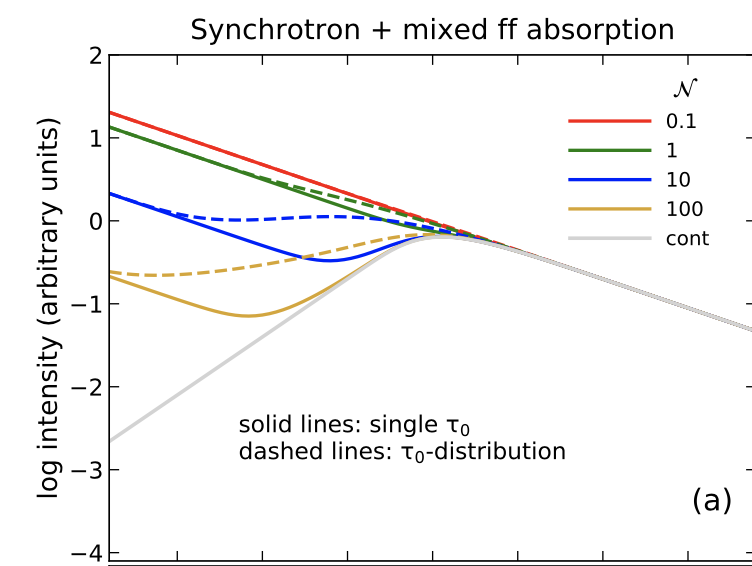 Synchrotron + mixed ff absorption
log intensity (arbitrary units)
2
1
0
−1
−2
−3
−4
𝒩
0.1
1
10
100
cont
solid lines: single τ₀
dashed lines: τ₀-distribution
(a)